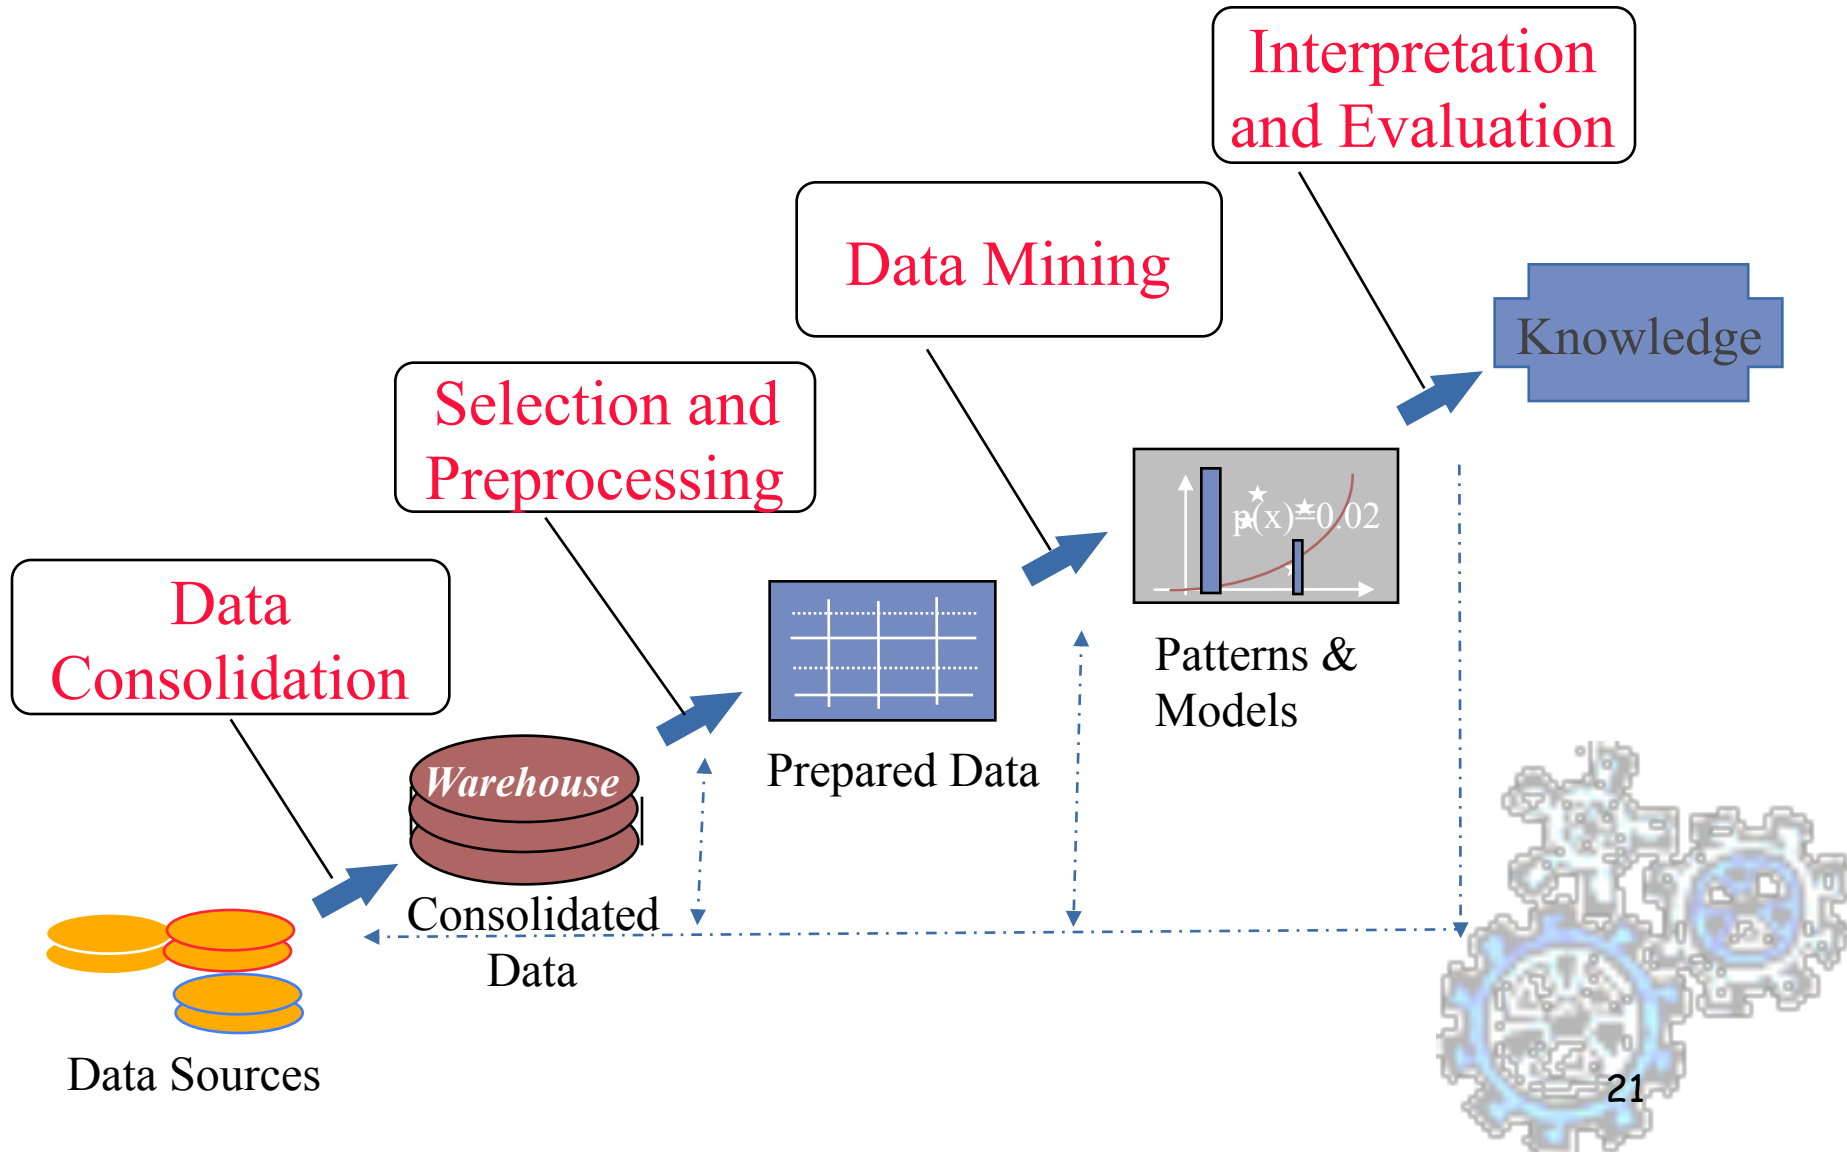 Interpretation
and Evaluation
Data Mining
Knowledge
Selection and
Preprocessing
p(x)=0.02
Data
Consolidation
Patterns &
Models
Warehouse
Prepared Data
Consolidated
Data
Data Sources
21